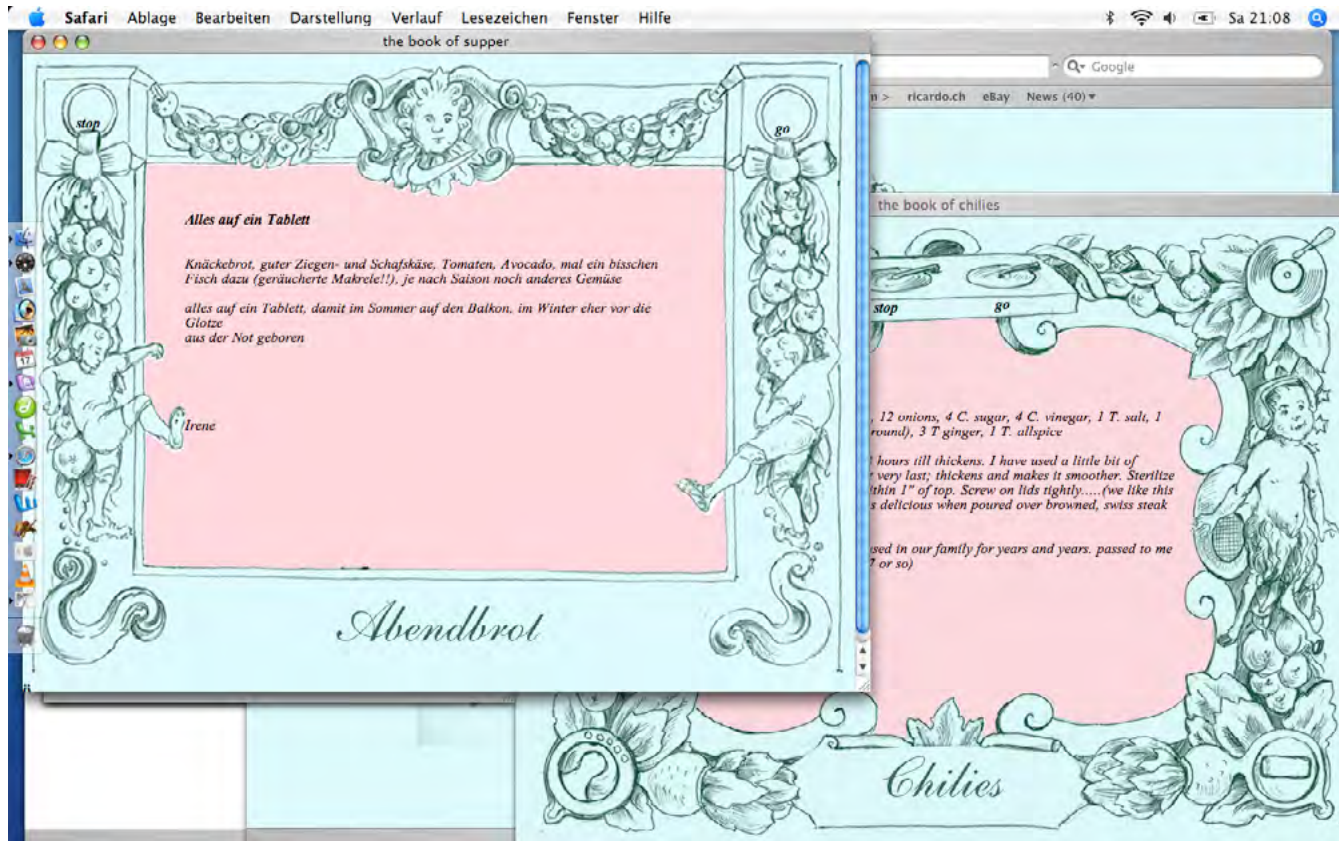 Safari Ablage Bearbeiten Darstellung Verlauf Lesezeichen Fenster Hilfe
Sa 21:08
the book of supper
Google
ricardo.ch eBay News (40)
stop
go
Alles auf ein Tablett
Knäckebrot, guter Ziegen- und Schafskäse, Tomaten, Avocado, mal ein bisschen
Fisch dazu (geräucherte Makrele!!), je nach Saison noch anderes Gemüse
alles auf ein Tablett, damit im Sommer auf den Balkon, im Winter eher vor die
Glotze
aus der Not geboren
Irene
Abendbrot
17
the book of chilies
stop
go
, 12 onions, 4 C. sugar, 4 C. vinegar, 1 T. salt, 1
round), 3 T ginger, 1 T. allspice
hours till thickens. I have used a little bit of
very last; thickens and makes it smoother. Sterilize
ithin 1" of top. Screw on lids tightly.....(we like this
s delicious when poured over browned, swiss steak
sed in our family for years and years. passed to me
7 or so)
Chilies